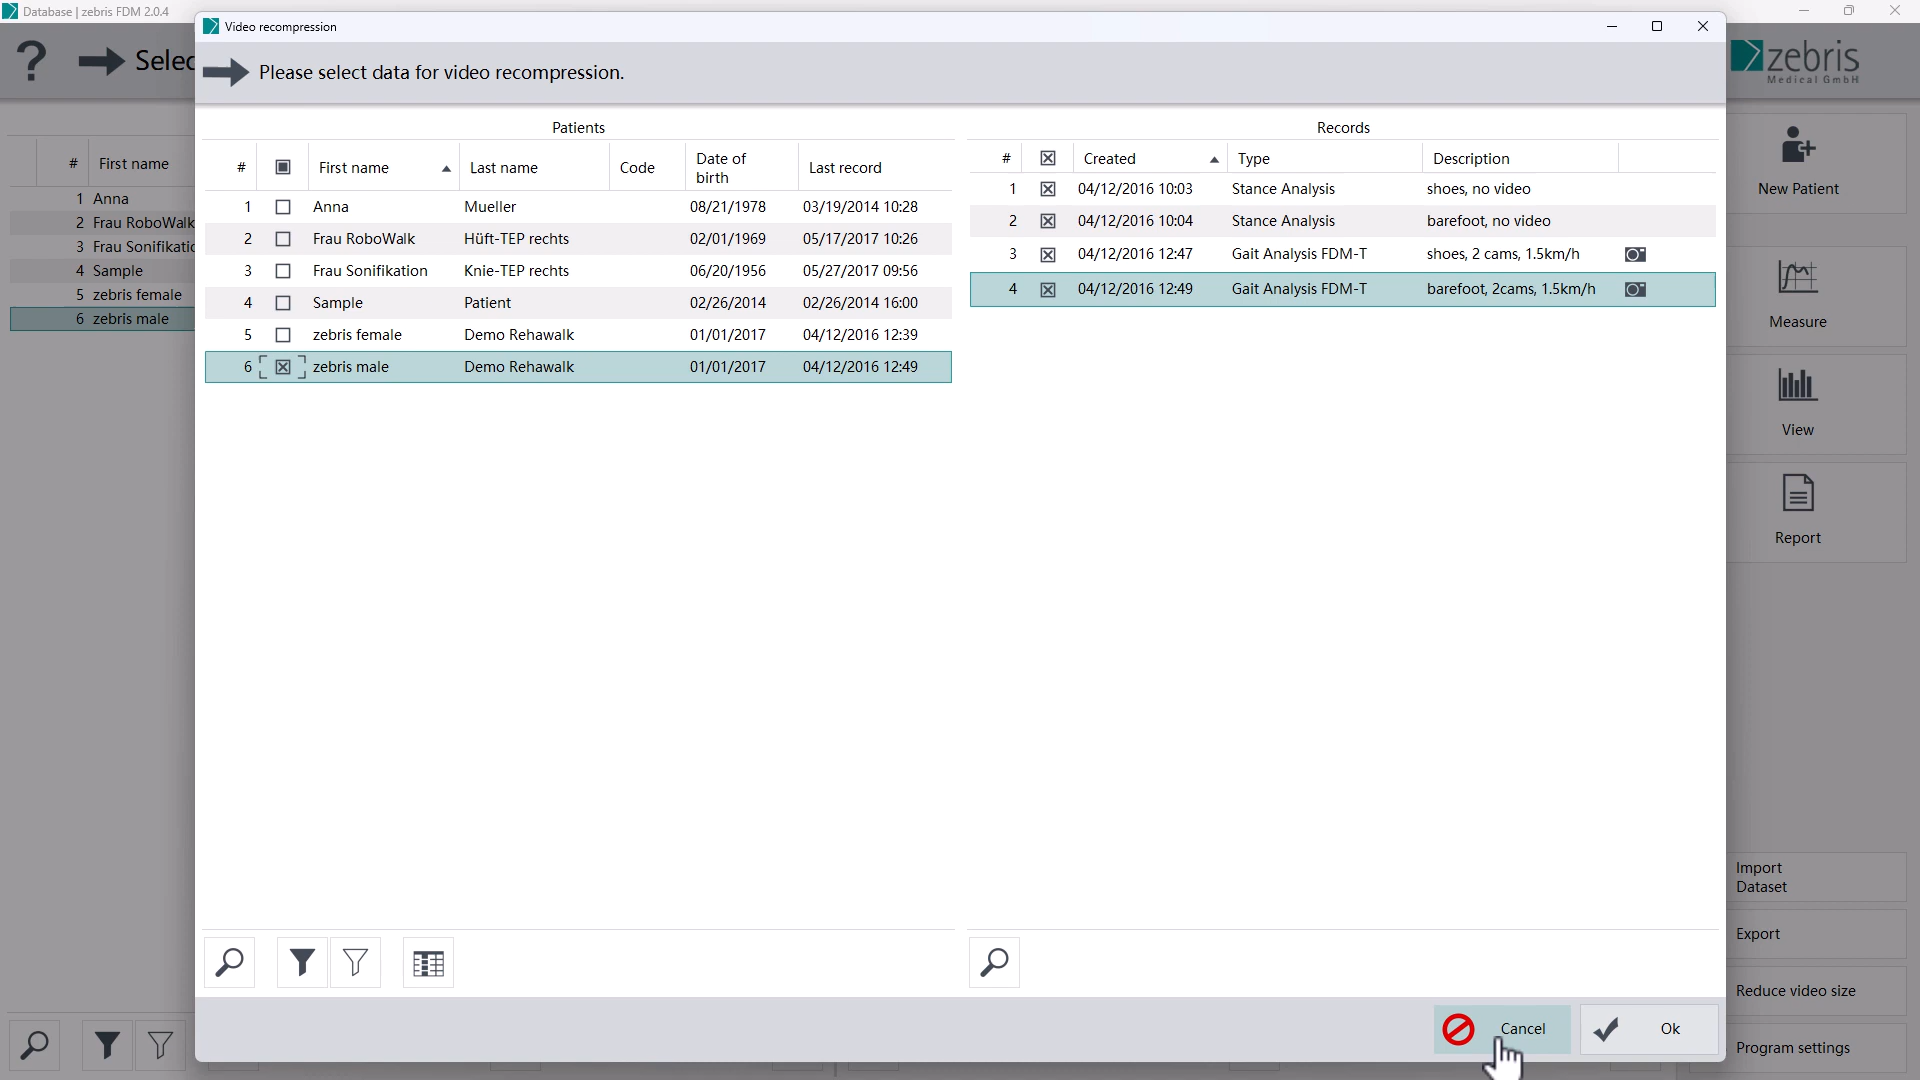 Database | zebris FDM 2.0.4
Video recompression
? Selec
Please select data for video recompression.
zebris
Medical GmbH
# First name
1 Anna
2 Frau RoboWalk
3 Frau Sonifikatio
4 Sample
5 zebris female
6 zebris male
Patients
# First name Last name Code Date of birth Last record
1 Anna Mueller 08/21/1978 03/19/2014 10:28
2 Frau RoboWalk Hüft-TEP rechts 02/01/1969 05/17/2017 10:26
3 Frau Sonifikation Knie-TEP rechts 06/20/1956 05/27/2017 09:56
4 Sample Patient 02/26/2014 02/26/2014 16:00
5 zebris female Demo Rehawalk 01/01/2017 04/12/2016 12:39
6 zebris male Demo Rehawalk 01/01/2017 04/12/2016 12:49
Records
# Created Type Description
1 04/12/2016 10:03 Stance Analysis shoes, no video
2 04/12/2016 10:04 Stance Analysis barefoot, no video
3 04/12/2016 12:47 Gait Analysis FDM-T shoes, 2 cams, 1.5km/h
4 04/12/2016 12:49 Gait Analysis FDM-T barefoot, 2cams, 1.5km/h
New Patient
Measure
View
Report
Import
Dataset
Export
Reduce video size
Program settings
Cancel
Ok